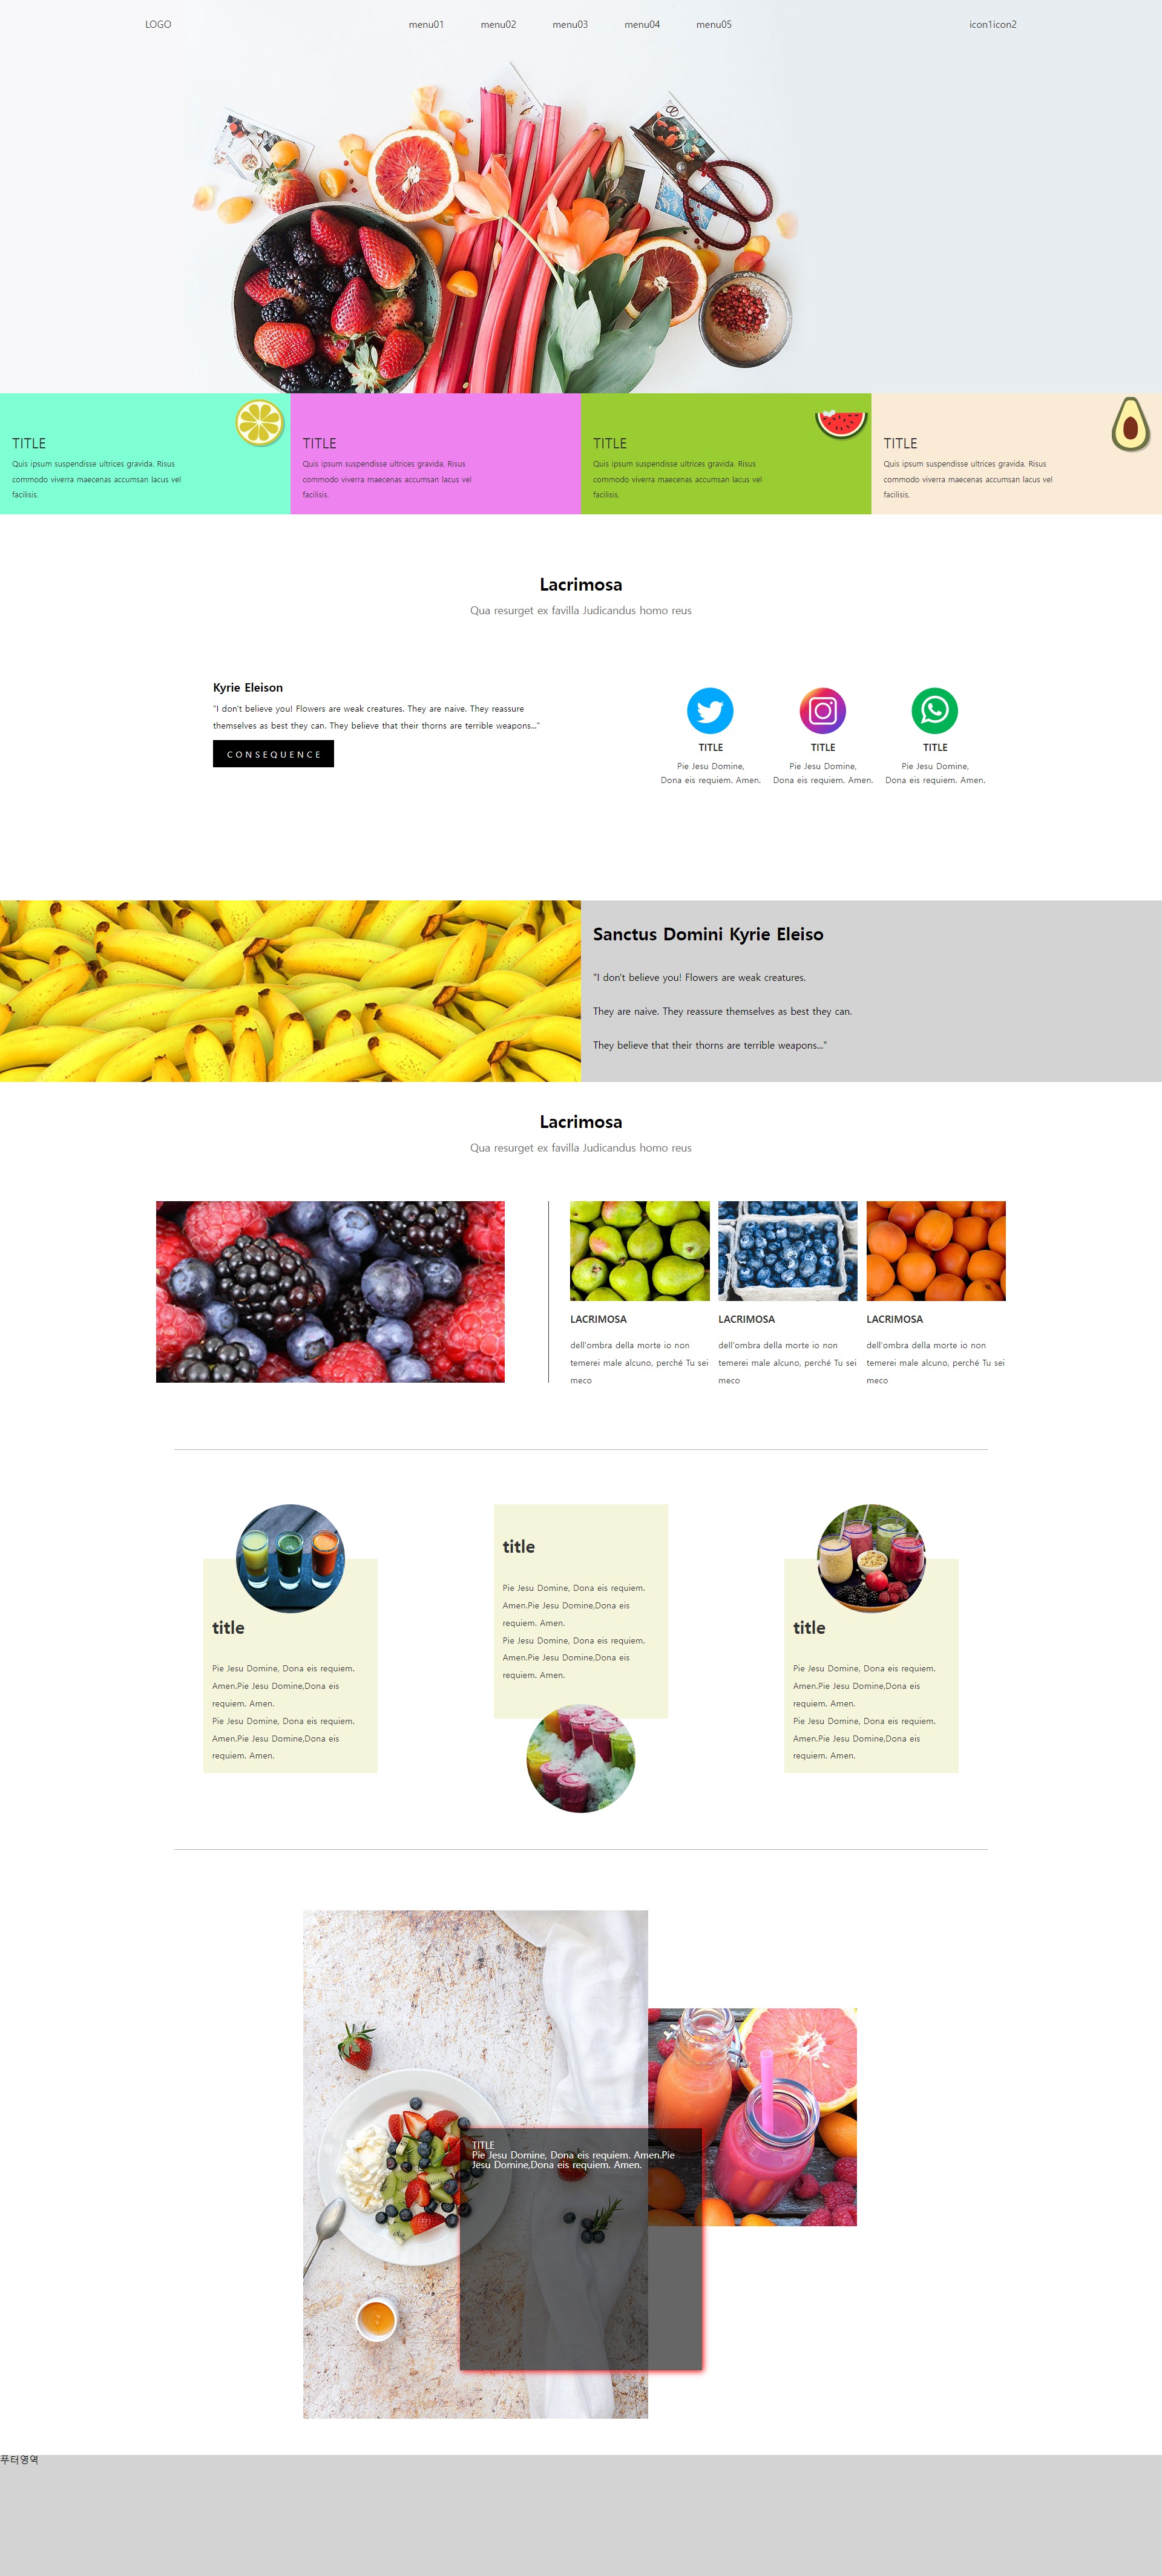 LOGO
menu01
menu02
menu03
menu04
menu05
icon1icon2
TITLE
Quis ipsum suspendisse ultrices gravida. Risus
commodo viverra maecenas accumsan lacus vel
facilisis.
TITLE
Quis ipsum suspendisse ultrices gravida. Risus
commodo viverra maecenas accumsan lacus vel
facilisis.
TITLE
Quis ipsum suspendisse ultrices gravida. Risus
commodo viverra maecenas accumsan lacus vel
facilisis.
TITLE
Quis ipsum suspendisse ultrices gravida. Risus
commodo viverra maecenas accumsan lacus vel
facilisis.
Lacrimosa
Qua resurget ex favilla Judicandus homo reus
Kyrie Eleison
"I don't believe you! Flowers are weak creatures. They are naive. They reassure
themselves as best they can. They believe that their thorns are terrible weapons..."
CONSEQUENCE
TITLE
Pie Jesu Domine,
Dona eis requiem. Amen.
TITLE
Pie Jesu Domine,
Dona eis requiem. Amen.
TITLE
Pie Jesu Domine,
Dona eis requiem. Amen.
Sanctus Domini Kyrie Eleiso
"I don't believe you! Flowers are weak creatures.
They are naive. They reassure themselves as best they can.
They believe that their thorns are terrible weapons..."
Lacrimosa
Qua resurget ex favilla Judicandus homo reus
LACRIMOSA
dell'ombra della morte io non
temerei male alcuno, perché Tu sei
meco
LACRIMOSA
dell'ombra della morte io non
temerei male alcuno, perché Tu sei
meco
LACRIMOSA
dell'ombra della morte io non
temerei male alcuno, perché Tu sei
meco
title
Pie Jesu Domine, Dona eis requiem.
Amen.Pie Jesu Domine,Dona eis
requiem. Amen.
Pie Jesu Domine, Dona eis requiem.
Amen.Pie Jesu Domine,Dona eis
requiem. Amen.
title
Pie Jesu Domine, Dona eis requiem.
Amen.Pie Jesu Domine,Dona eis
requiem. Amen.
Pie Jesu Domine, Dona eis requiem.
Amen.Pie Jesu Domine,Dona eis
requiem. Amen.
title
Pie Jesu Domine, Dona eis requiem.
Amen.Pie Jesu Domine,Dona eis
requiem. Amen.
Pie Jesu Domine, Dona eis requiem.
Amen.Pie Jesu Domine,Dona eis
requiem. Amen.
TITLE
Pie Jesu Domine, Dona eis requiem. Amen.Pie
Jesu Domine,Dona eis requiem. Amen.
푸터영역